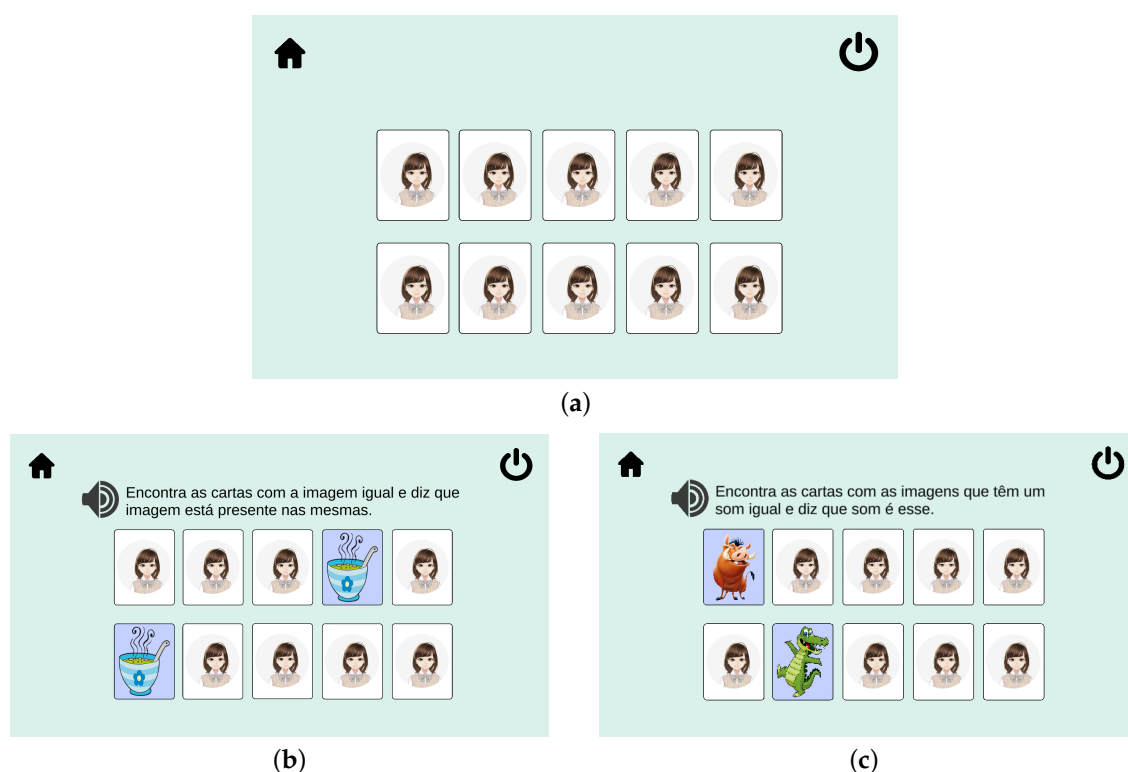 (a)
Encontra as cartas com a imagem igual e diz que
imagem está presente nas mesmas.
Encontra as cartas com as imagens que têm um
som igual e diz que som é esse.
(b)
(c)